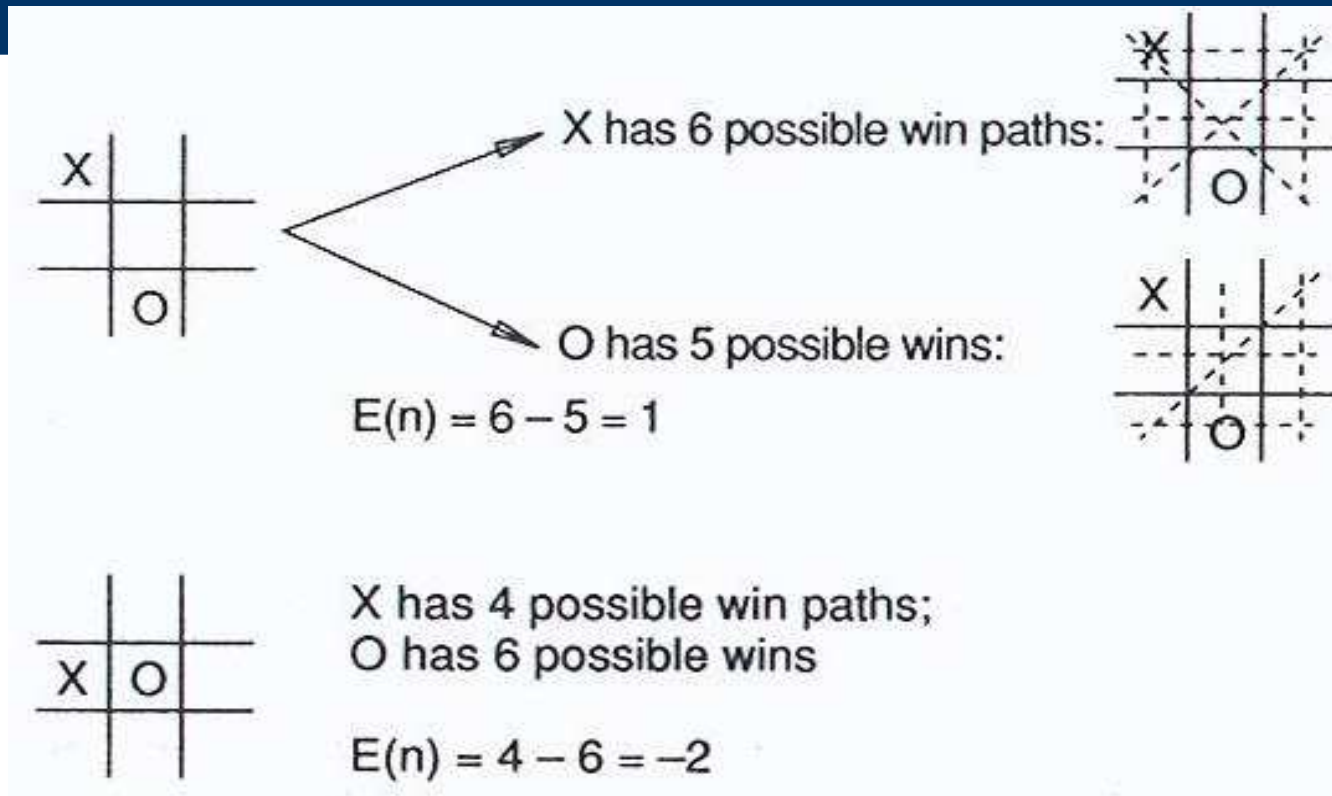 X
O
X has 6 possible win paths:
X
O
O has 5 possible wins:
X
O
E(n) = 6 – 5 = 1
X O
X has 4 possible win paths;
O has 6 possible wins
E(n) = 4 – 6 = –2